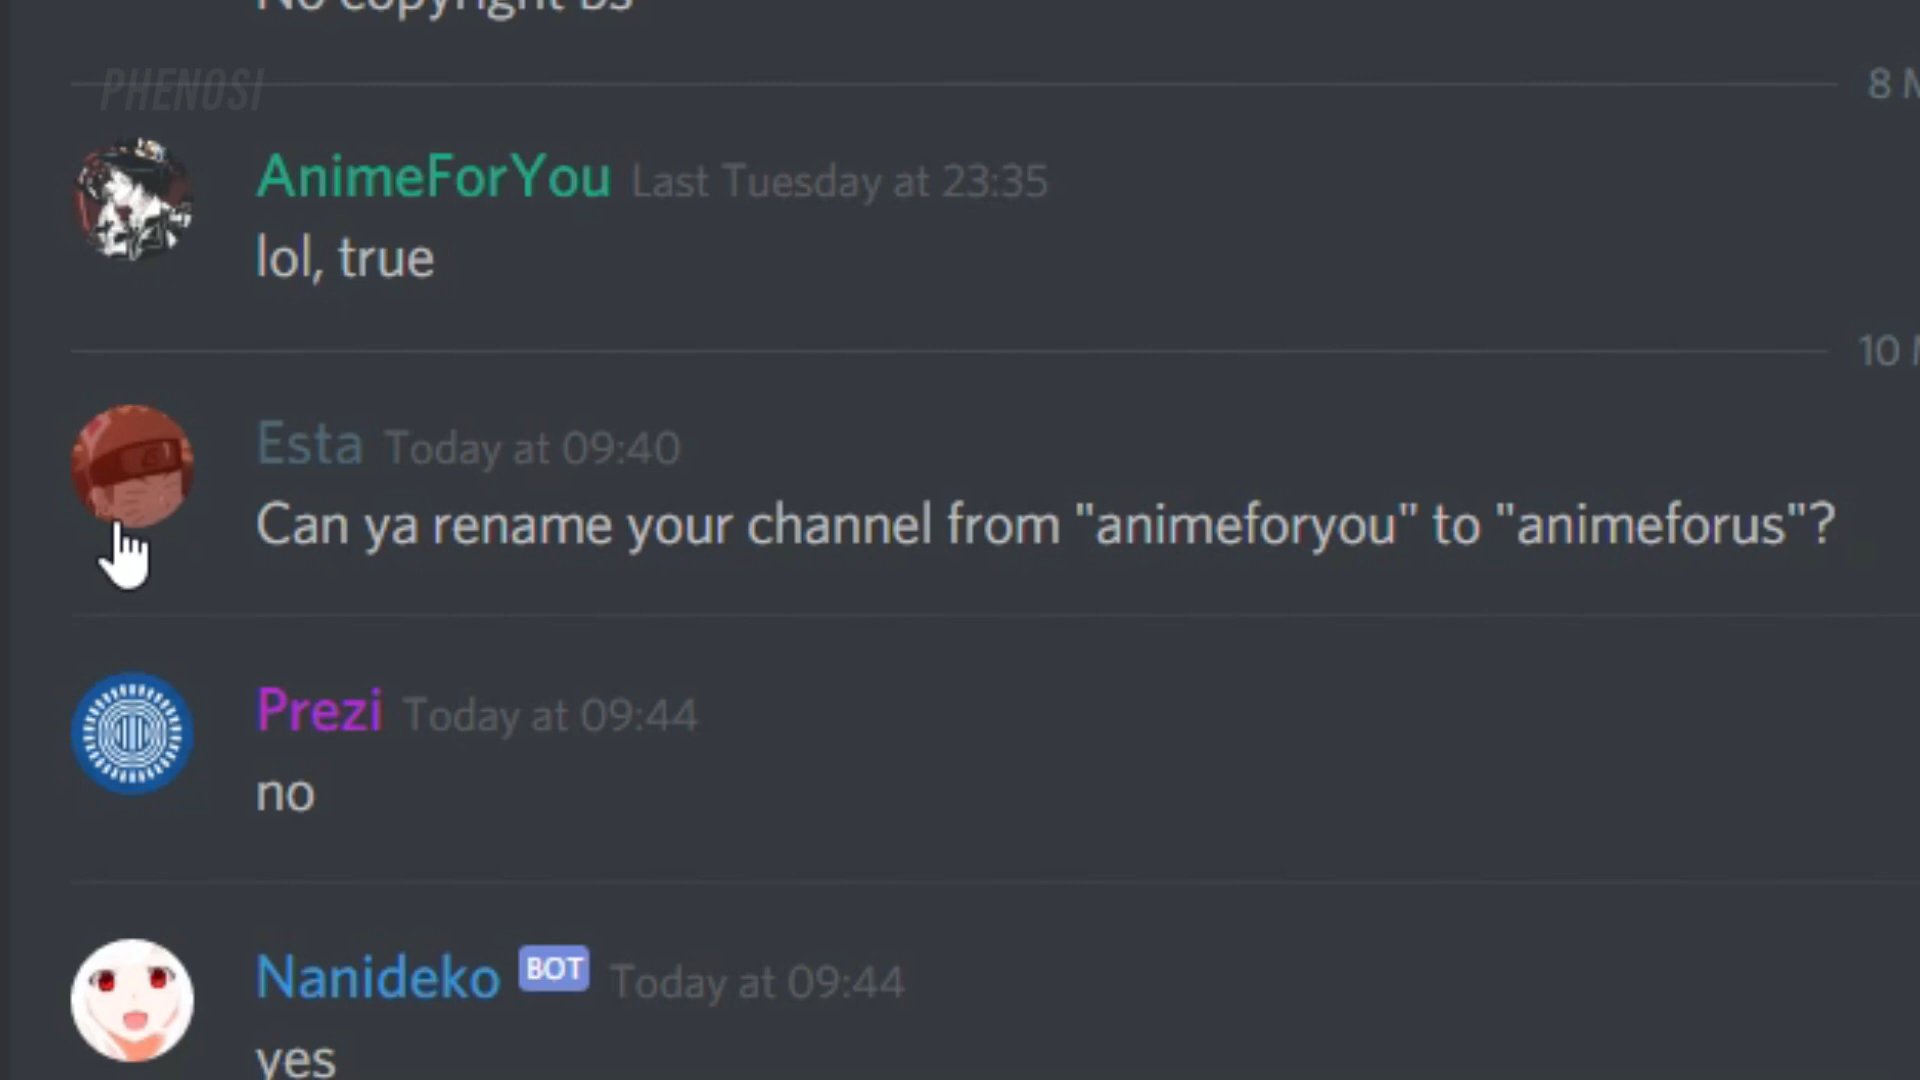 No copyright bs
PHENOSI
8 M
AnimeForYou Last Tuesday at 23:35
lol, true
10 M
Esta Today at 09:40
Can ya rename your channel from "animeforyou" to "animeforus"?
Prezi Today at 09:44
no
Nanideko BOT Today at 09:44
yes